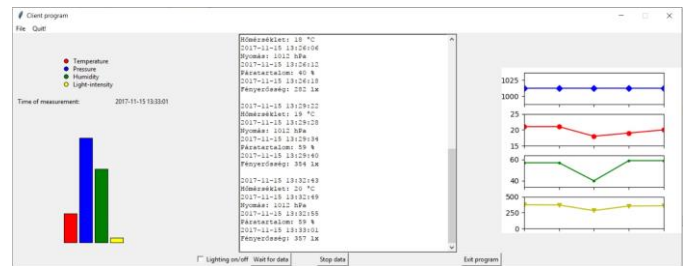 Client program
File Quit!
Temperature
Pressure
Humidity
Light-intensity
Time of measurement: 2017-11-15 13:33:01
Hőmérséklet: 18 °C
2017-11-15 13:26:06
Nyomás: 1012 hPa
2017-11-15 13:26:12
Páratartalom: 40 %
2017-11-15 13:26:18
Fényerősség: 282 lx
2017-11-15 13:29:22
Hőmérséklet: 19 °C
2017-11-15 13:29:28
Nyomás: 1012 hPa
2017-11-15 13:29:34
Páratartalom: 59 %
2017-11-15 13:29:40
Fényerősség: 354 lx
2017-11-15 13:32:43
Hőmérséklet: 20 °C
2017-11-15 13:32:49
Nyomás: 1012 hPa
2017-11-15 13:32:55
Páratartalom: 59 %
2017-11-15 13:33:01
Fényerősség: 357 lx
1025
1000
25
20
15
60
40
500
250
0
Lighting on/off Wait for data Stop data Exit program